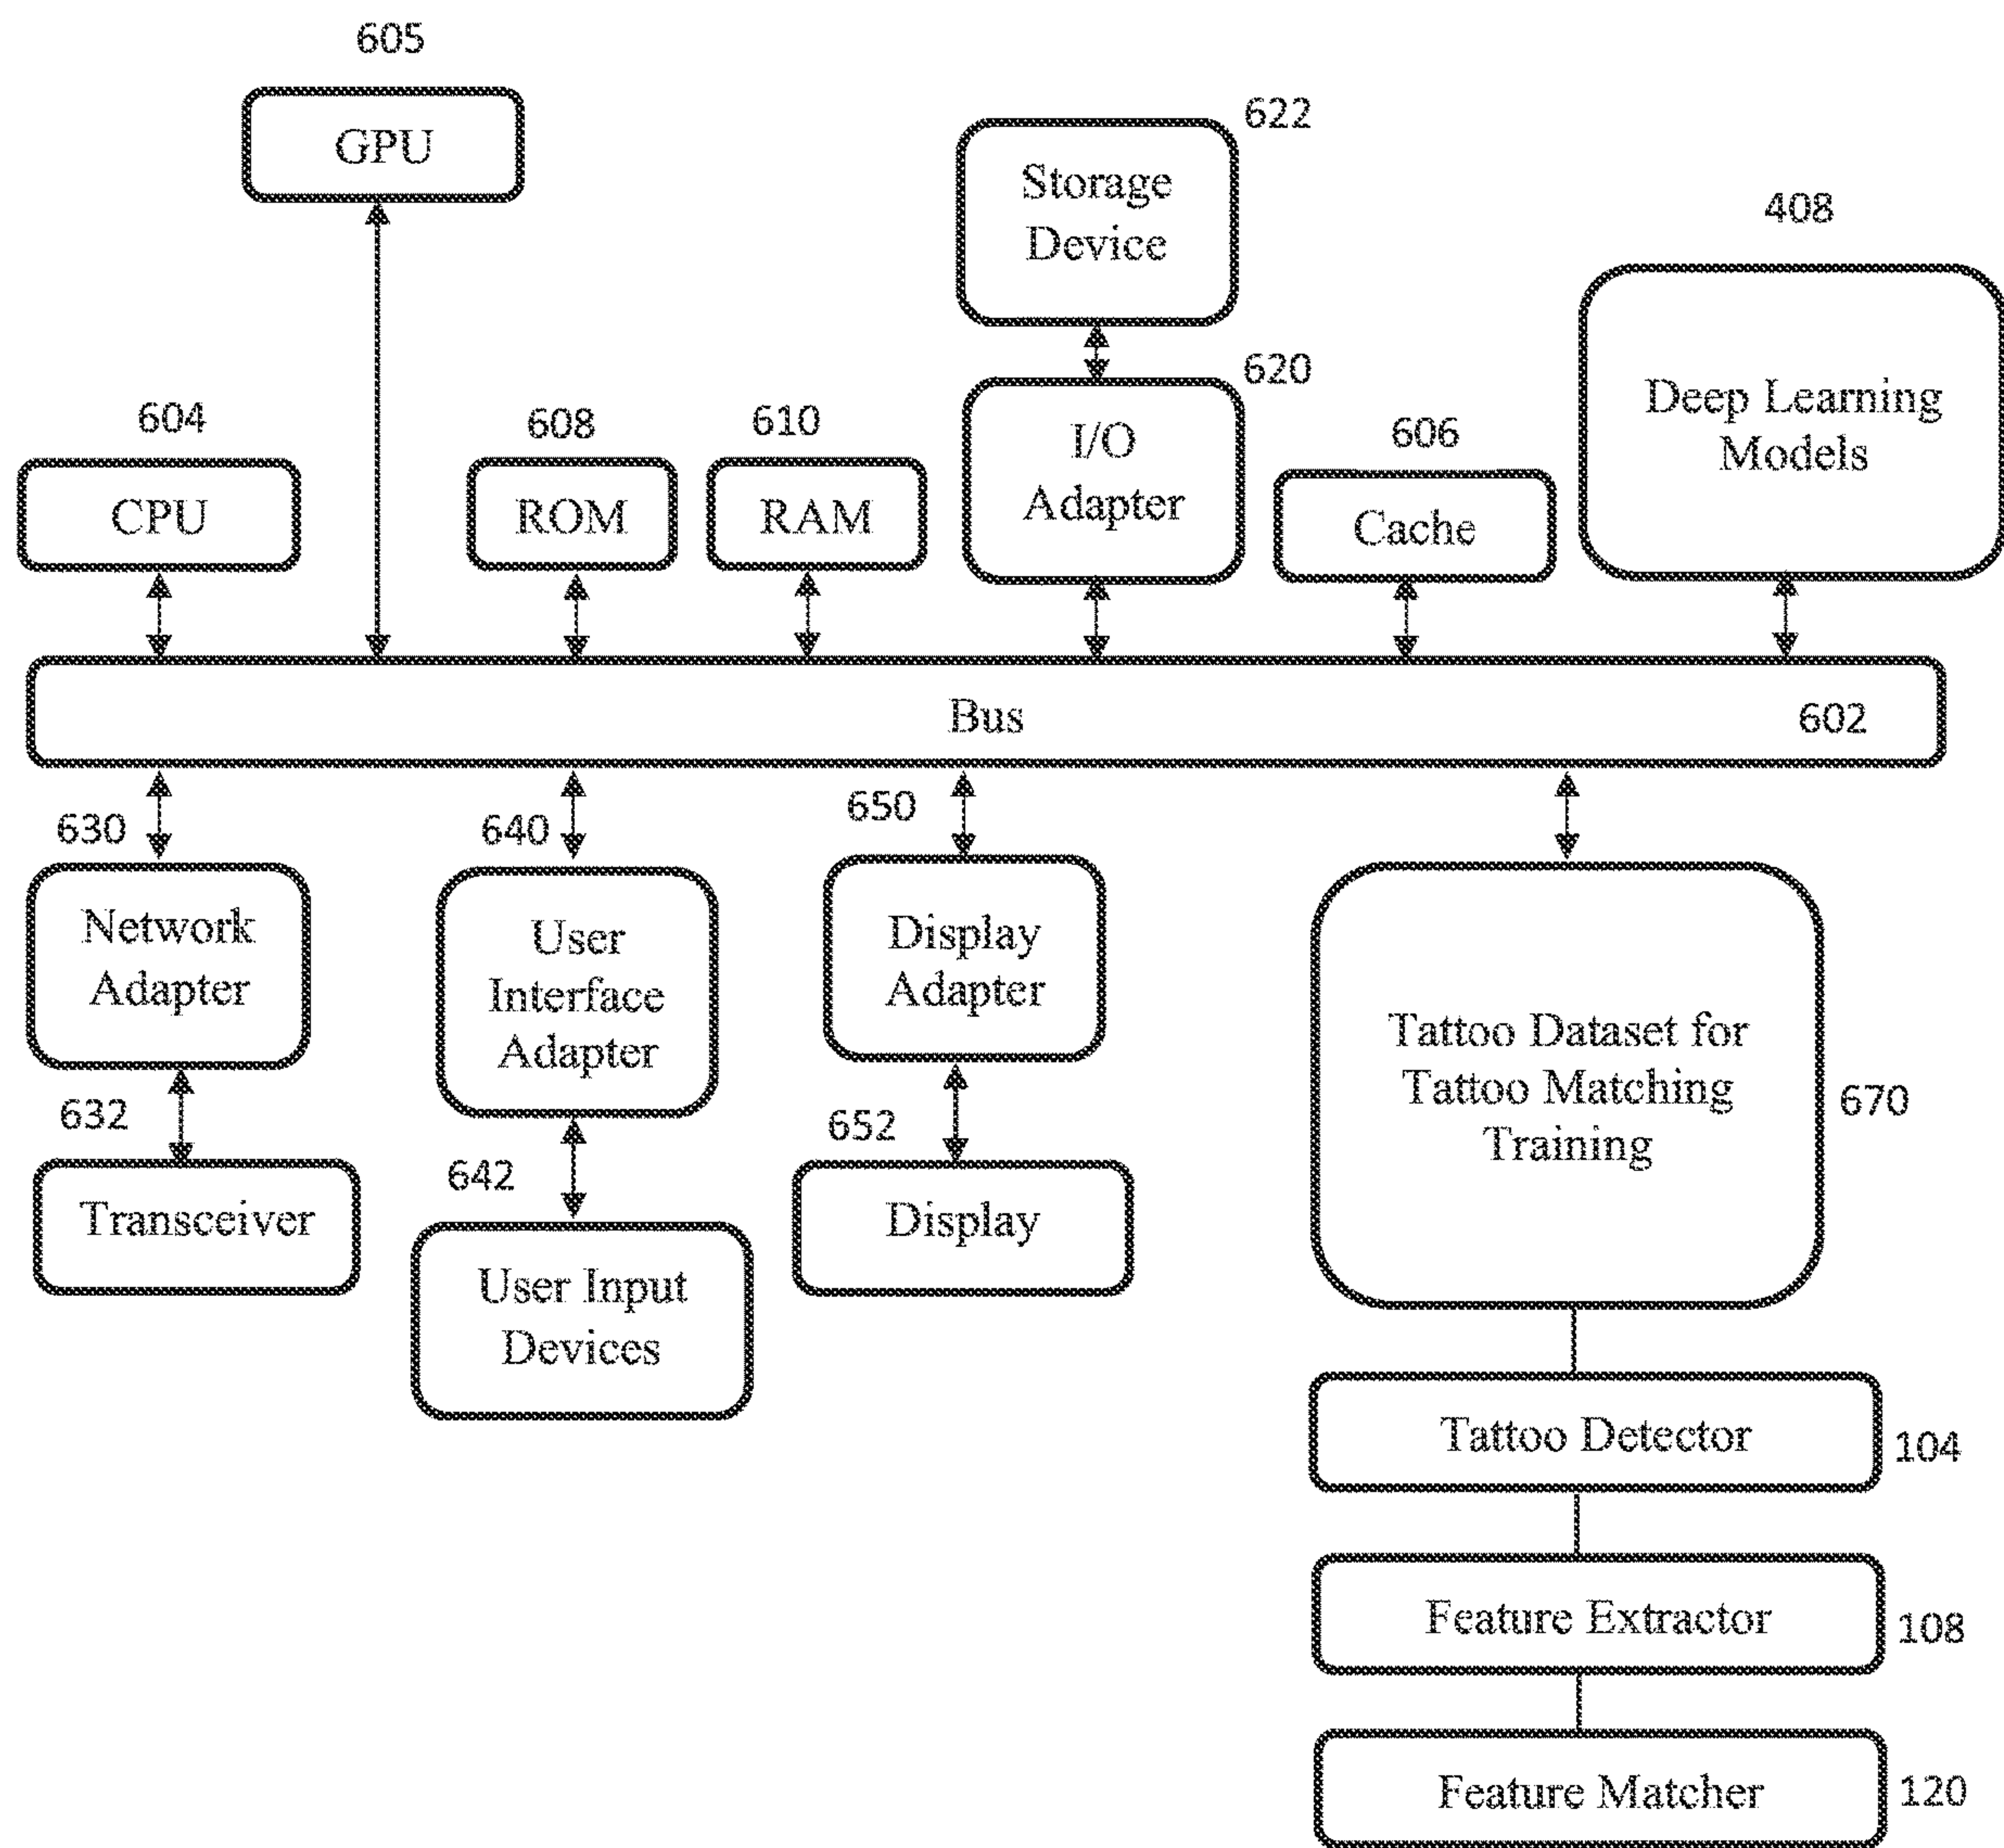 605
GPU
622
Storage
Device
408
Deep Learning
Models
620
I/O
Adapter
604
CPU
608
ROM
610
RAM
606
Cache
Bus
602
630
Network
Adapter
640
User
Interface
Adapter
650
Display
Adapter
Tattoo Dataset for
Tattoo Matching
Training
670
632
Transceiver
642
User Input
Devices
652
Display
Tattoo Detector
104
Feature Extractor
108
Feature Matcher
120